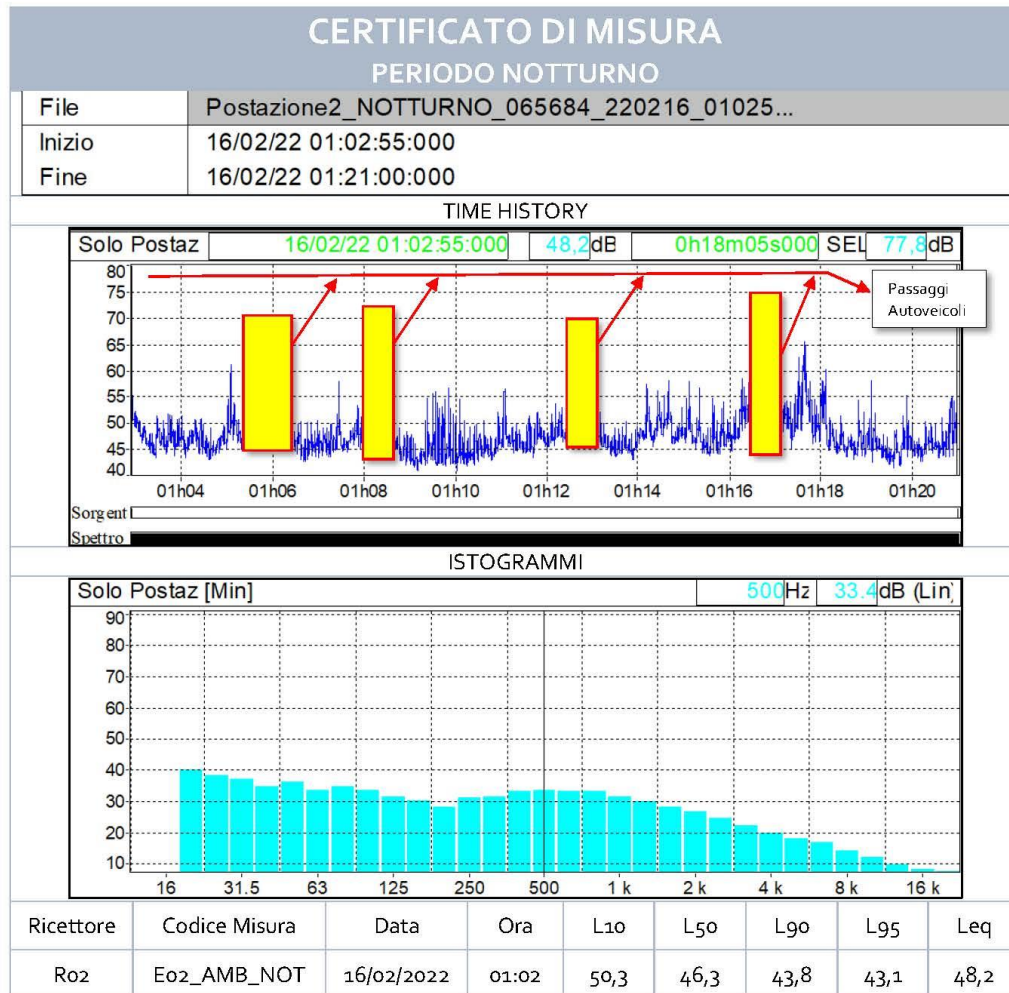 CERTIFICATO DI MISURA
PERIODO NOTTURNO
File Postazione2_NOTTURNO_065684_220216_01025...
Inizio 16/02/22 01:02:55:000
Fine 16/02/22 01:21:00:000
TIME HISTORY
Solo Postaz 16/02/22 01:02:55:000 48,2dB 0h18m05s000 SEL 77,8dB
80
75
70
65
60
55
50
45
40
Passaggi
Autoveicoli
01h04 01h06 01h08 01h10 01h12 01h14 01h16 01h18 01h20
Sorgent
Spettro
ISTOGRAMMI
Solo Postaz [Min] 500Hz 33.4dB (Lin)
90
80
70
60
50
40
30
20
10
16 31.5 63 125 250 500 1 k 2 k 4 k 8 k 16 k
Ricettore Codice Misura Data Ora L10 L50 L90 L95 Leq
R02 E02_AMB_NOT 16/02/2022 01:02 50,3 46,3 43,8 43,1 48,2